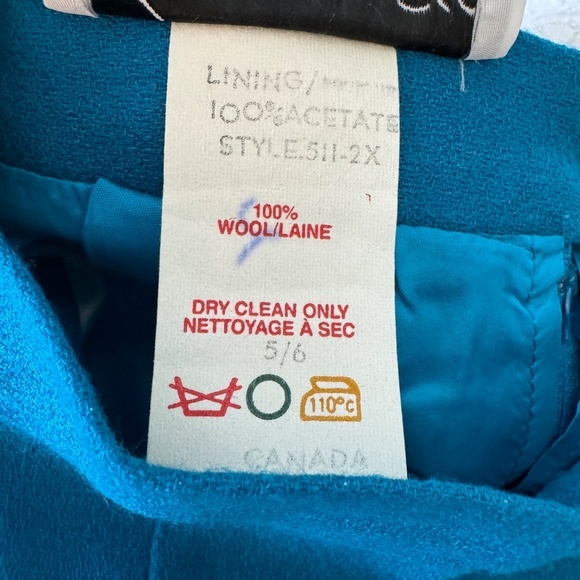 LINING/
100% ACETATE
STYLE.511-2X
100%
WOOL/LAINE
DRY CLEAN ONLY
NETTOYAGE À SEC
5/6
110°C
CANADA